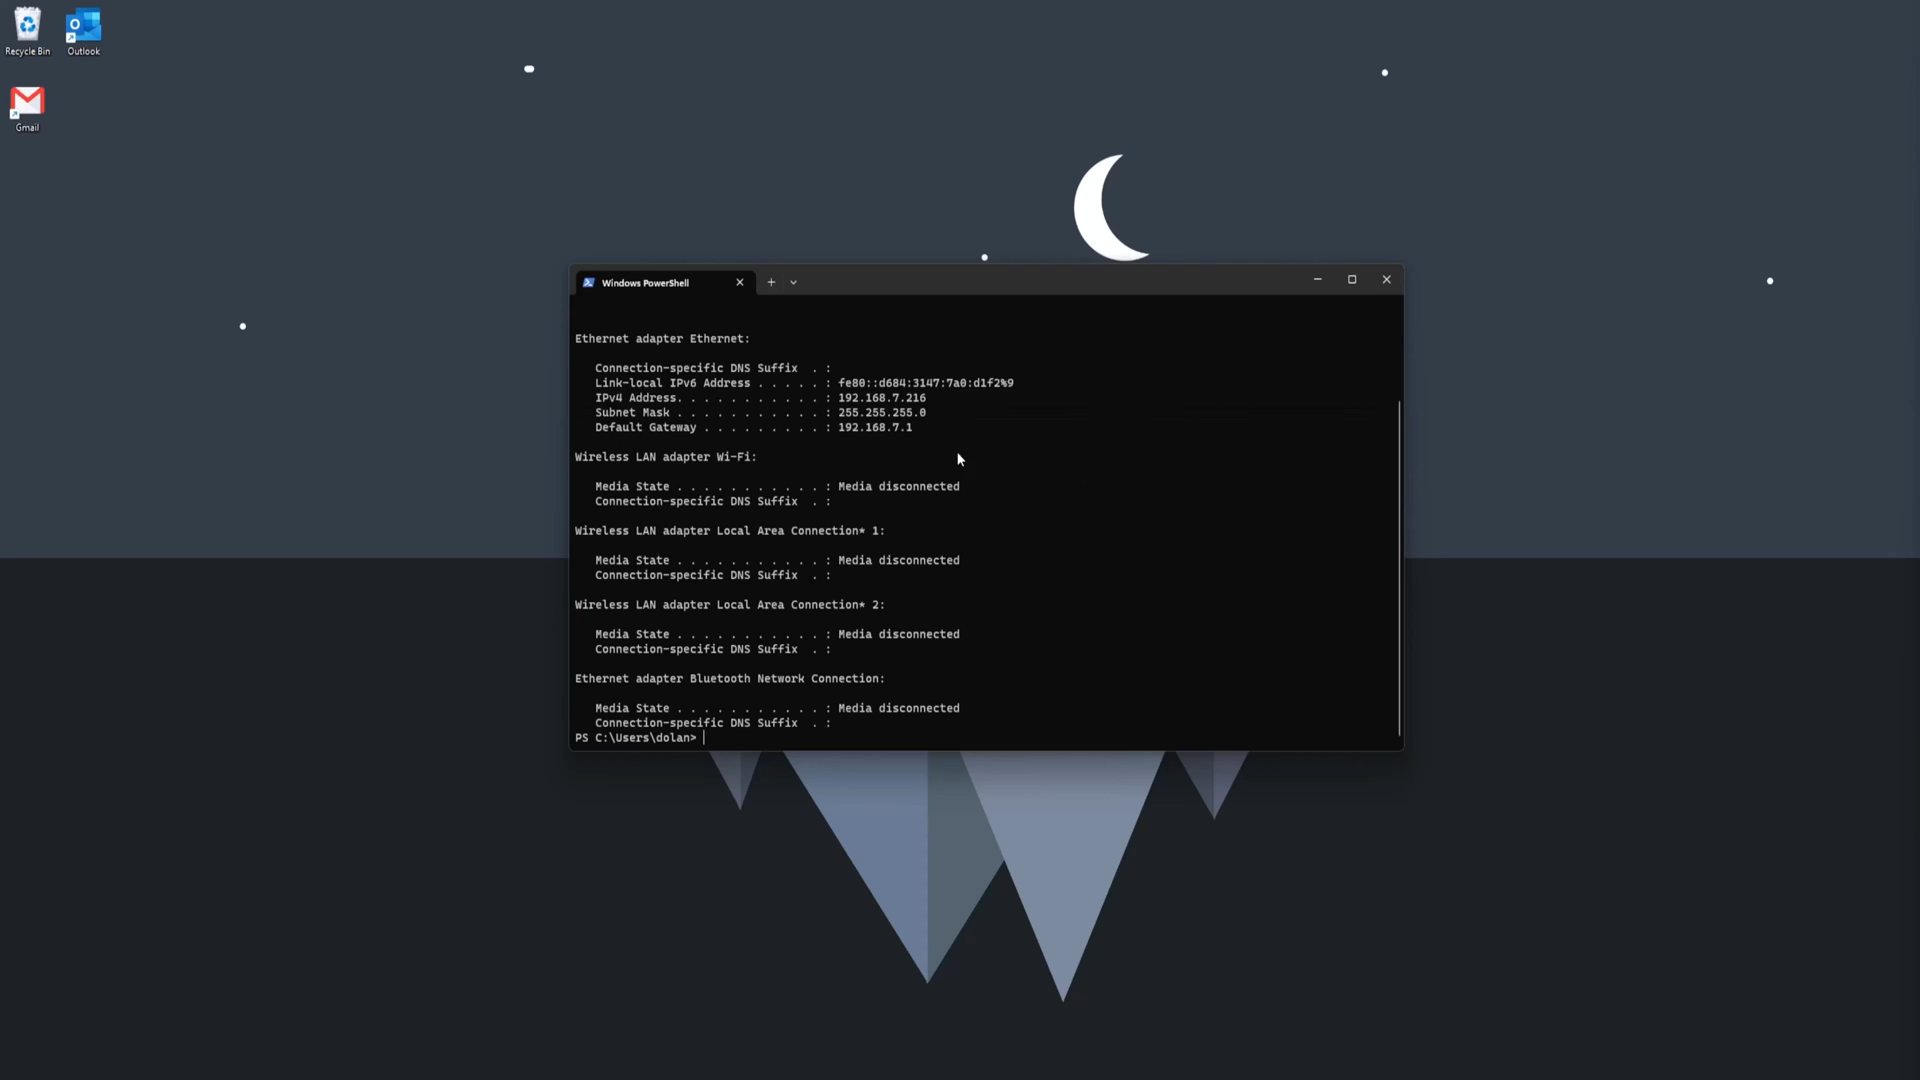 Recycle Bin
Outlook
Gmail
Windows PowerShell
Ethernet adapter Ethernet:
Connection-specific DNS Suffix  . :
Link-local IPv6 Address . . . . . : fe80::d684:3147:7a0:d1f2%9
IPv4 Address. . . . . . . . . . . : 192.168.7.216
Subnet Mask . . . . . . . . . . . : 255.255.255.0
Default Gateway . . . . . . . . . : 192.168.7.1
Wireless LAN adapter Wi-Fi:
Media State . . . . . . . . . . . : Media disconnected
Connection-specific DNS Suffix  . :
Wireless LAN adapter Local Area Connection* 1:
Media State . . . . . . . . . . . : Media disconnected
Connection-specific DNS Suffix  . :
Wireless LAN adapter Local Area Connection* 2:
Media State . . . . . . . . . . . : Media disconnected
Connection-specific DNS Suffix  . :
Ethernet adapter Bluetooth Network Connection:
Media State . . . . . . . . . . . : Media disconnected
Connection-specific DNS Suffix  . :
PS C:\Users\dolan>